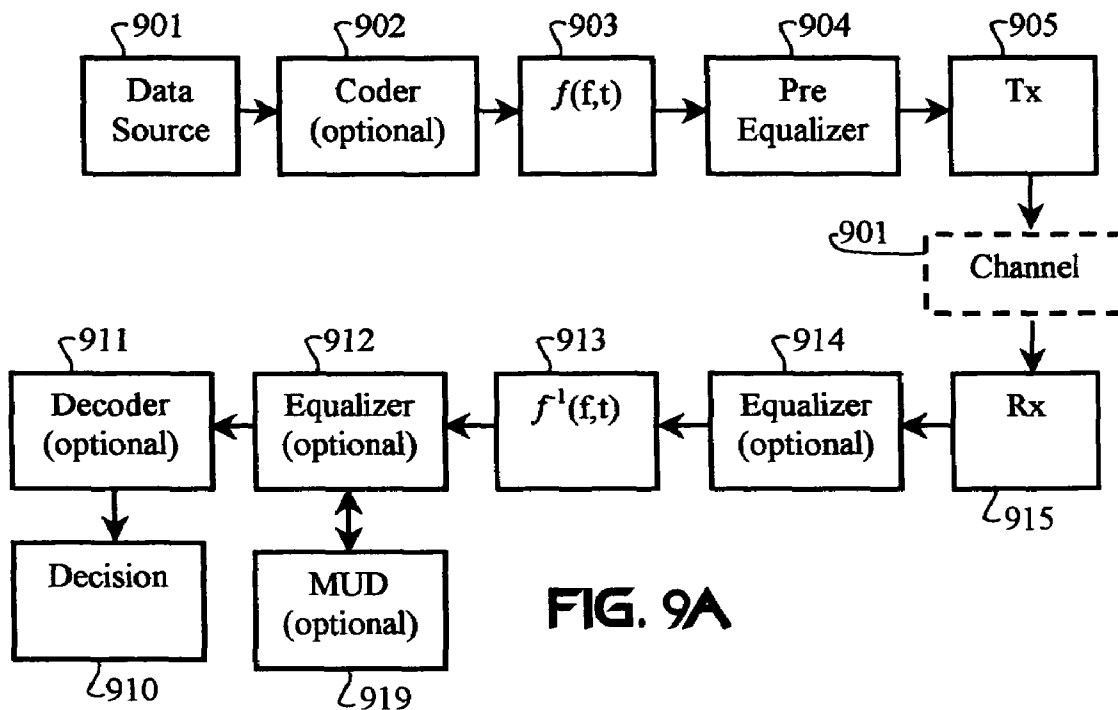 901
902
903
904
905
Data
Source
Coder
(optional)
f(f,t)
Pre
Equalizer
Tx
901
Channel
911
912
913
914
Decoder
(optional)
Equalizer
(optional)
f⁻¹(f,t)
Equalizer
(optional)
Rx
915
Decision
MUD
(optional)
FIG. 9A
910
919